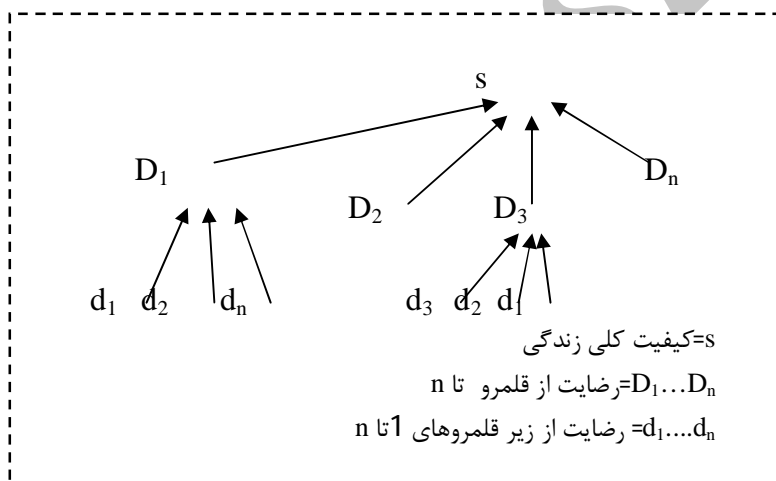 s
D₁ Dₙ
D₂ D₃
d₁ d₂ dₙ d₃ d₂ d₁
s=کیفیت کلی زندگی
D₁…Dₙ=رضایت از قلمرو تا n
d₁....dₙ= رضایت از زیر قلمروهای 1تا n